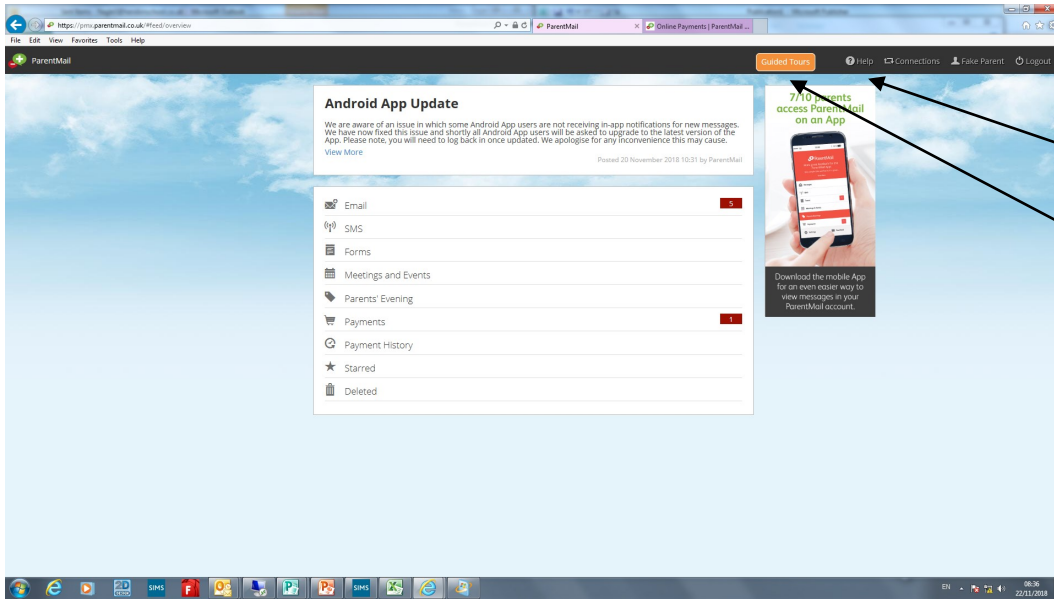 https://pmx.parentmail.co.uk/#feed/overview
ParentMail
Online Payments | ParentMail ...
File Edit View Favorites Tools Help
ParentMail
Guided Tours
Help
Connections
Fake Parent
Logout
Android App Update
We are aware of an issue in which some Android App users are not receiving in-app notifications for new messages.
We have now fixed this issue and shortly all Android App users will be asked to upgrade to the latest version of the
App. Please note, you will need to log back in once updated. We apologise for any inconvenience this may cause.
View More
Posted 20 November 2018 10:31 by ParentMail
Email 5
SMS
Forms
Meetings and Events
Parents' Evening
Payments 1
Payment History
Starred
Deleted
7/10 parents
access ParentMail
on an App
ParentMail
Download the mobile App
for an even easier way to
view messages in your
ParentMail account.
SIMS
SIMS
EN
08:36
22/11/2018